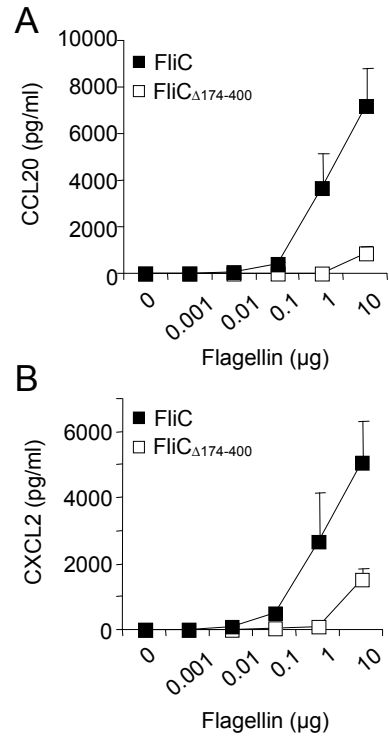 A
10000
8000
6000
4000
2000
0
CCL20 (pg/ml)
FliC
FliCΔ174-400
0
0.001
0.01
0.1
1
10
Flagellin (µg)
B
6000
4000
2000
0
CXCL2 (pg/ml)
FliC
FliCΔ174-400
0
0.001
0.01
0.1
1
10
Flagellin (µg)